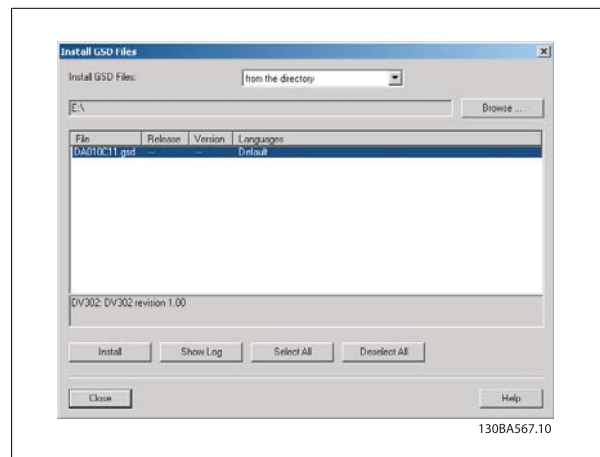 Install GSD Files
Install GSD Files: from the directory
E:\ Browse ...
File Release Version Languages
DA010C11.gsd --- --- Default
DV302: DV302 revision 1.00
Install Show Log Select All Deselect All
Close Help
130BA567.10